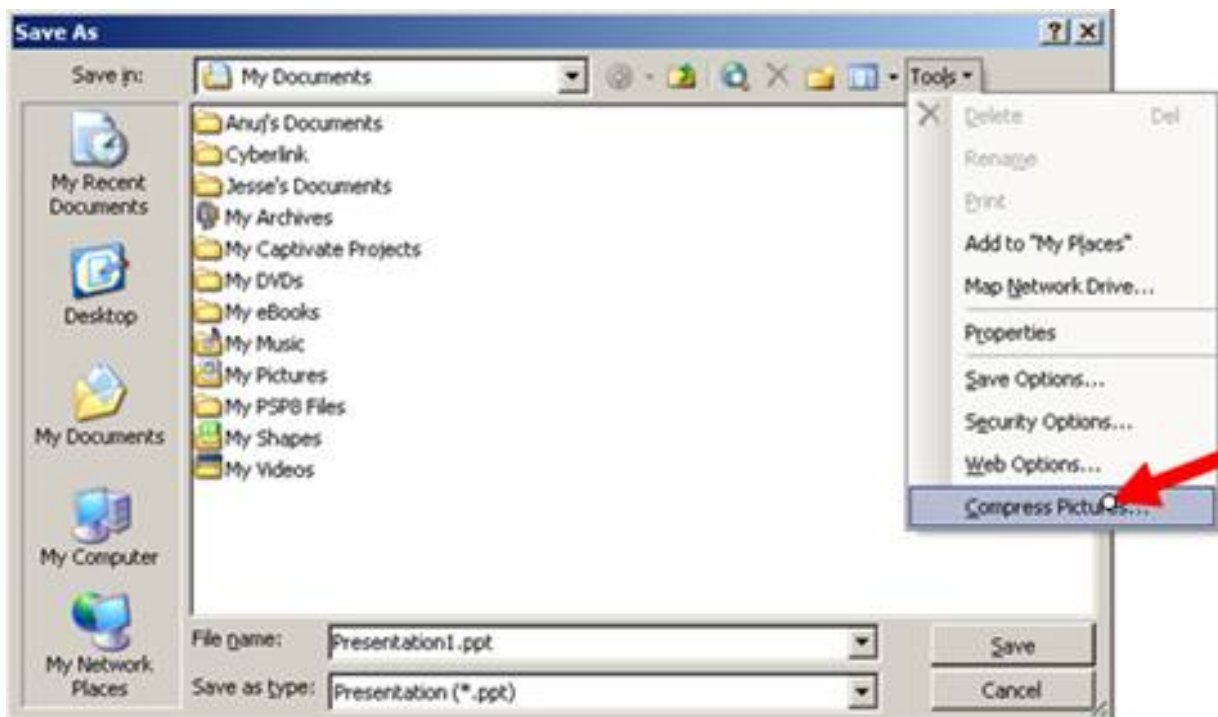 Save As
Save in:
My Documents
Tools
My Recent
Documents
Desktop
My Documents
My Computer
My Network
Places
Anuj's Documents
Cyberlink
Jesse's Documents
My Archives
My Captivate Projects
My DVDs
My eBooks
My Music
My Pictures
My PSP8 Files
My Shapes
My Videos
Delete Del
Rename
Print
Add to "My Places"
Map Network Drive...
Properties
Save Options...
Security Options...
Web Options...
Compress Pictures...
File name: Presentation1.ppt
Save
Save as type: Presentation (*.ppt)
Cancel